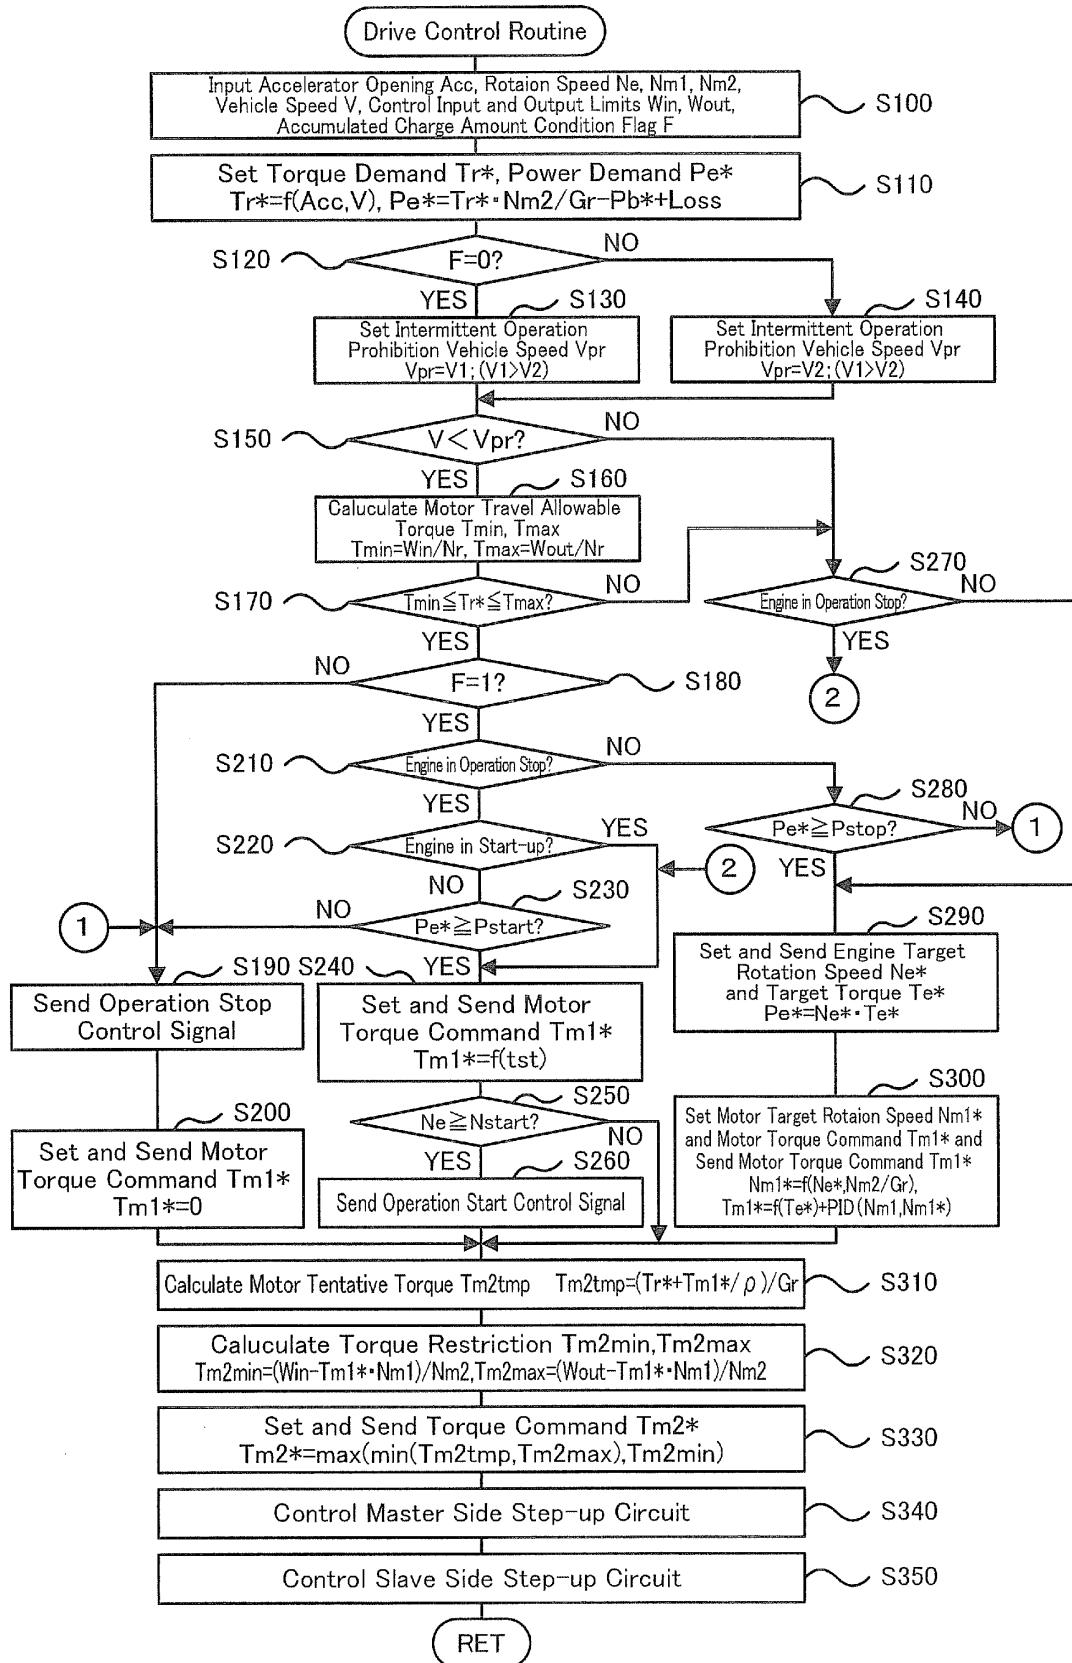 Drive Control Routine
Input Accelerator Opening Acc, Rotaion Speed Ne, Nm1, Nm2,
Vehicle Speed V, Control Input and Output Limits Win, Wout,
Accumulated Charge Amount Condition Flag F
S100
Set Torque Demand Tr*, Power Demand Pe*
Tr*=f(Acc,V), Pe*=Tr*・Nm2/Gr-Pb*+Loss
S110
S120
F=0?
NO
YES
S130
Set Intermittent Operation
Prohibition Vehicle Speed Vpr
Vpr=V1;(V1>V2)
S140
Set Intermittent Operation
Prohibition Vehicle Speed Vpr
Vpr=V2;(V1>V2)
S150
V<Vpr?
NO
YES
S160
Caluculate Motor Travel Allowable
Torque Tmin, Tmax
Tmin=Win/Nr, Tmax=Wout/Nr
S170
Tmin≦Tr*≦Tmax?
NO
YES
S270
Engine in Operation Stop?
NO
YES
2
NO
F=1?
S180
YES
S210
Engine in Operation Stop?
NO
YES
S280
Pe*≧Pstop?
NO
1
YES
S220
Engine in Start-up?
YES
2
NO
S230
Pe*≧Pstart?
NO
1
YES
S190
Send Operation Stop
Control Signal
S240
Set and Send Motor
Torque Command Tm1*
Tm1*=f(tst)
S290
Set and Send Engine Target
Rotation Speed Ne*
and Target Torque Te*
Pe*=Ne*・Te*
S200
Set and Send Motor
Torque Command Tm1*
Tm1*=0
S250
Ne≧Nstart?
NO
YES
S260
Send Operation Start Control Signal
S300
Set Motor Target Rotaion Speed Nm1*
and Motor Torque Command Tm1* and
Send Motor Torque Command Tm1*
Nm1*=f(Ne*,Nm2/Gr),
Tm1*=f(Te*)+PID(Nm1,Nm1*)
Calculate Motor Tentative Torque Tm2tmp Tm2tmp=(Tr*+Tm1*/ρ)/Gr
S310
Caluculate Torque Restriction Tm2min,Tm2max
Tm2min=(Win-Tm1*・Nm1)/Nm2,Tm2max=(Wout-Tm1*・Nm1)/Nm2
S320
Set and Send Torque Command Tm2*
Tm2*=max(min(Tm2tmp,Tm2max),Tm2min)
S330
Control Master Side Step-up Circuit
S340
Control Slave Side Step-up Circuit
S350
RET